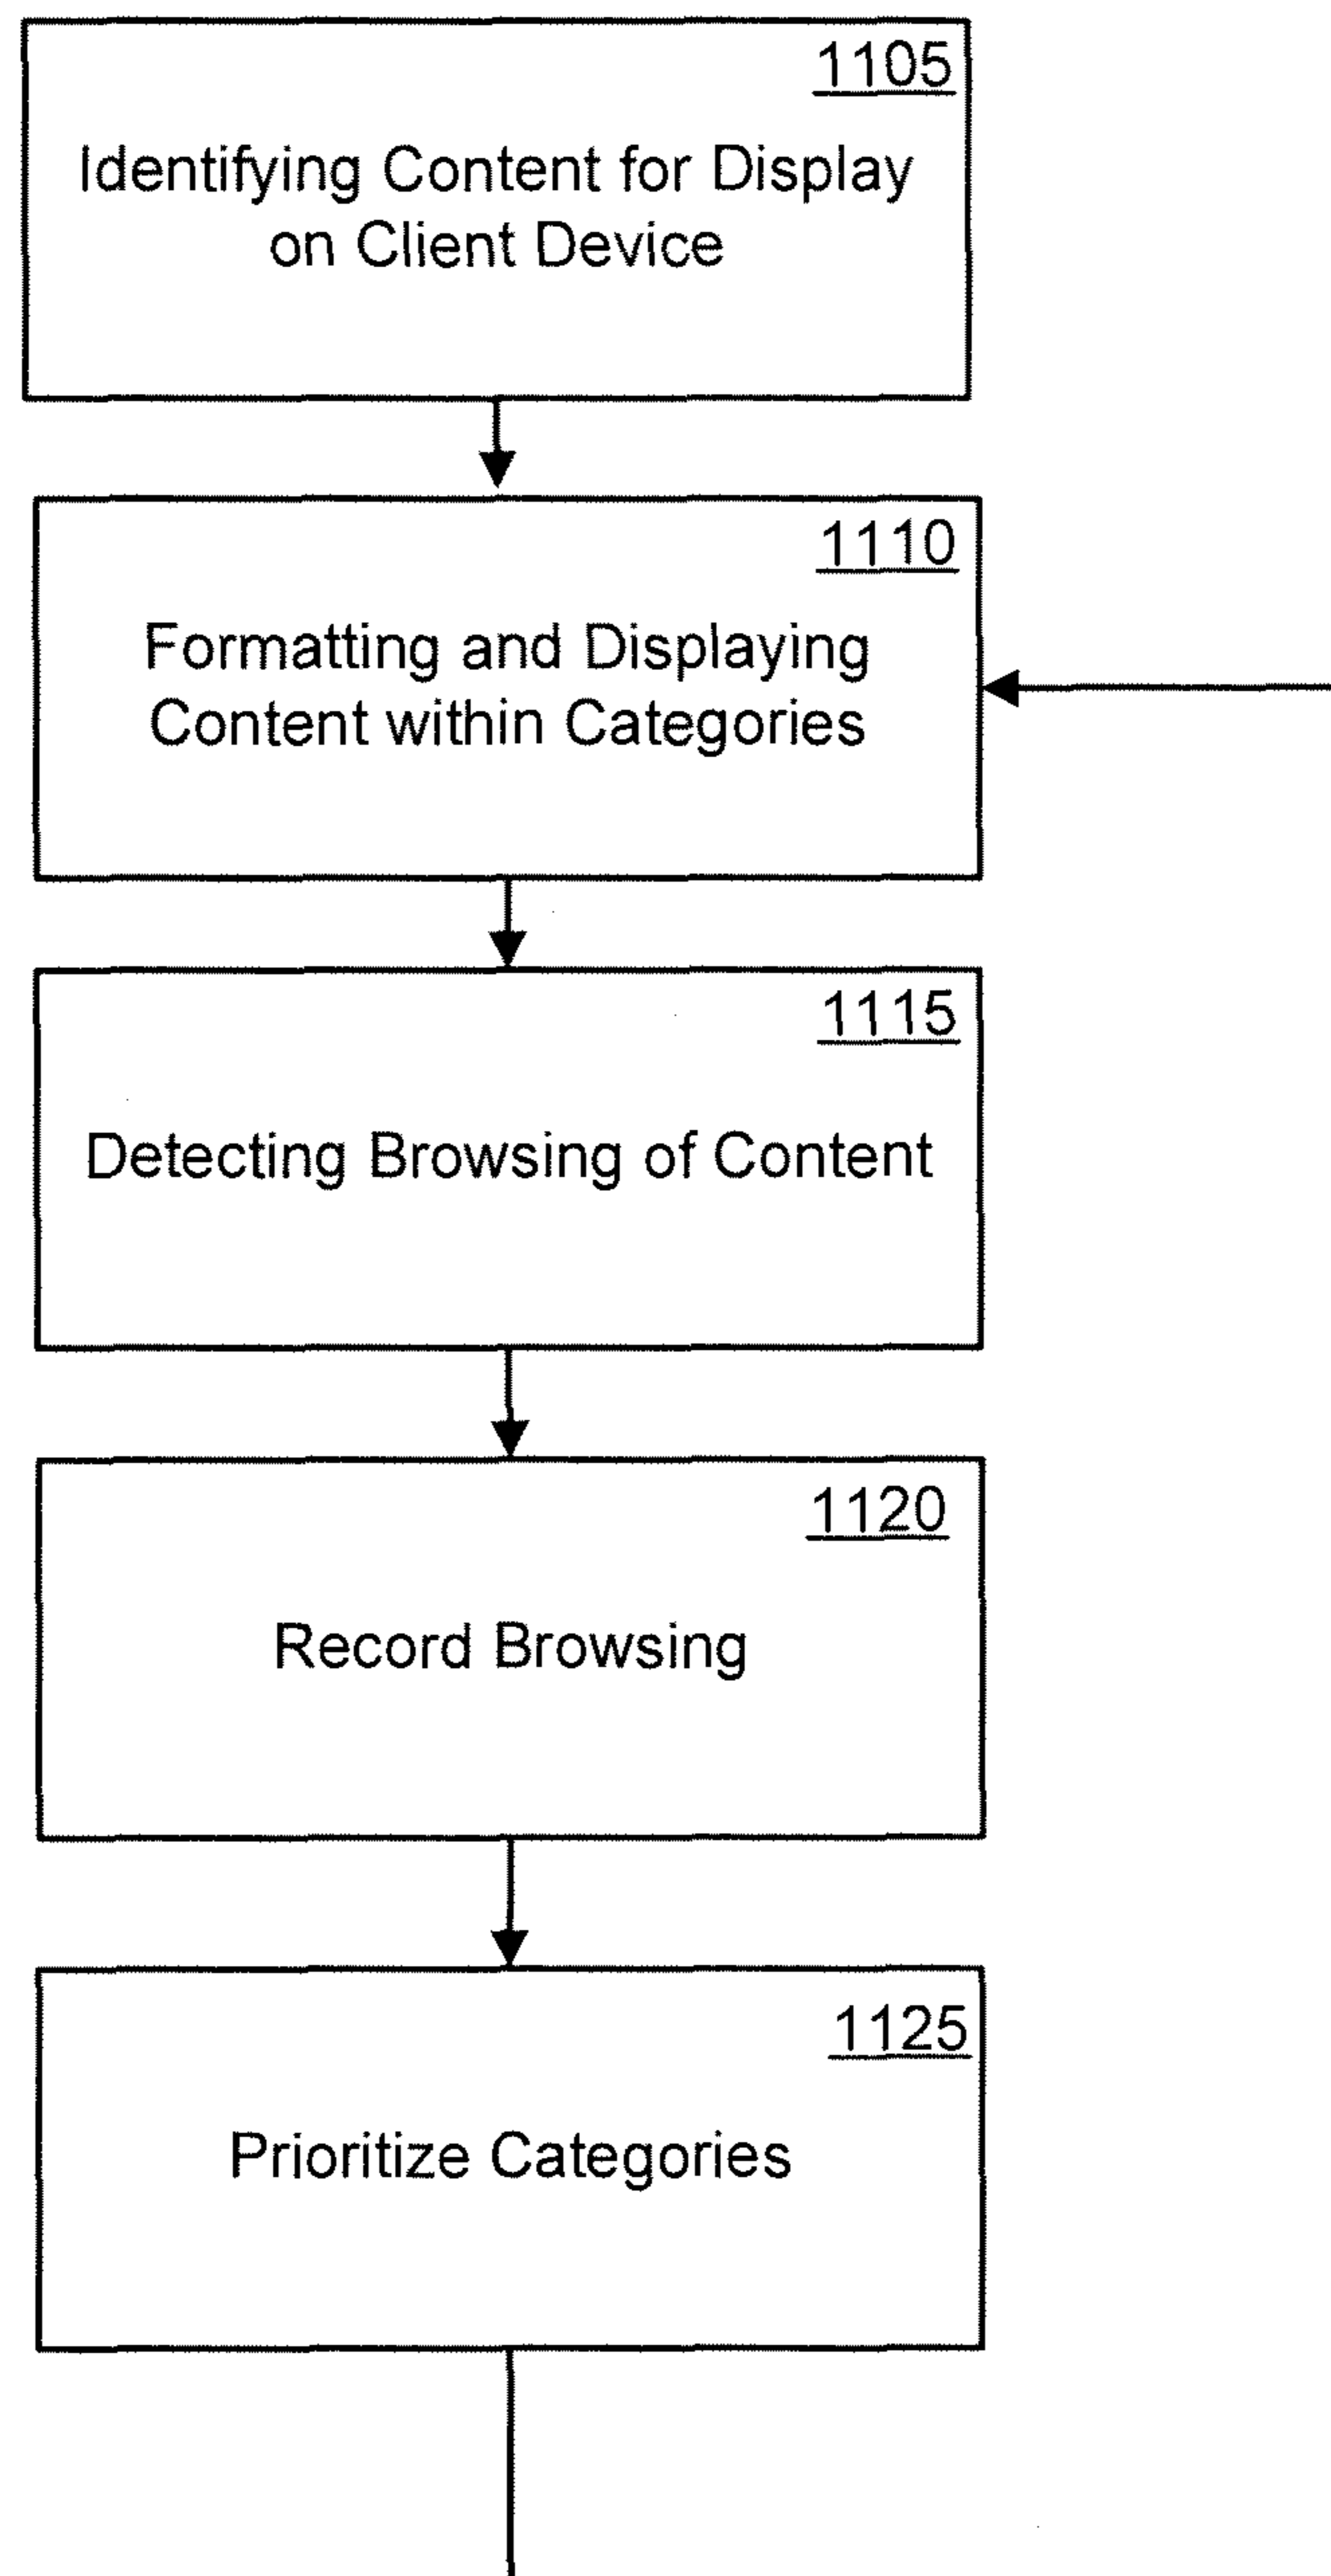 1105
Identifying Content for Display
on Client Device
1110
Formatting and Displaying
Content within Categories
1115
Detecting Browsing of Content
1120
Record Browsing
1125
Prioritize Categories